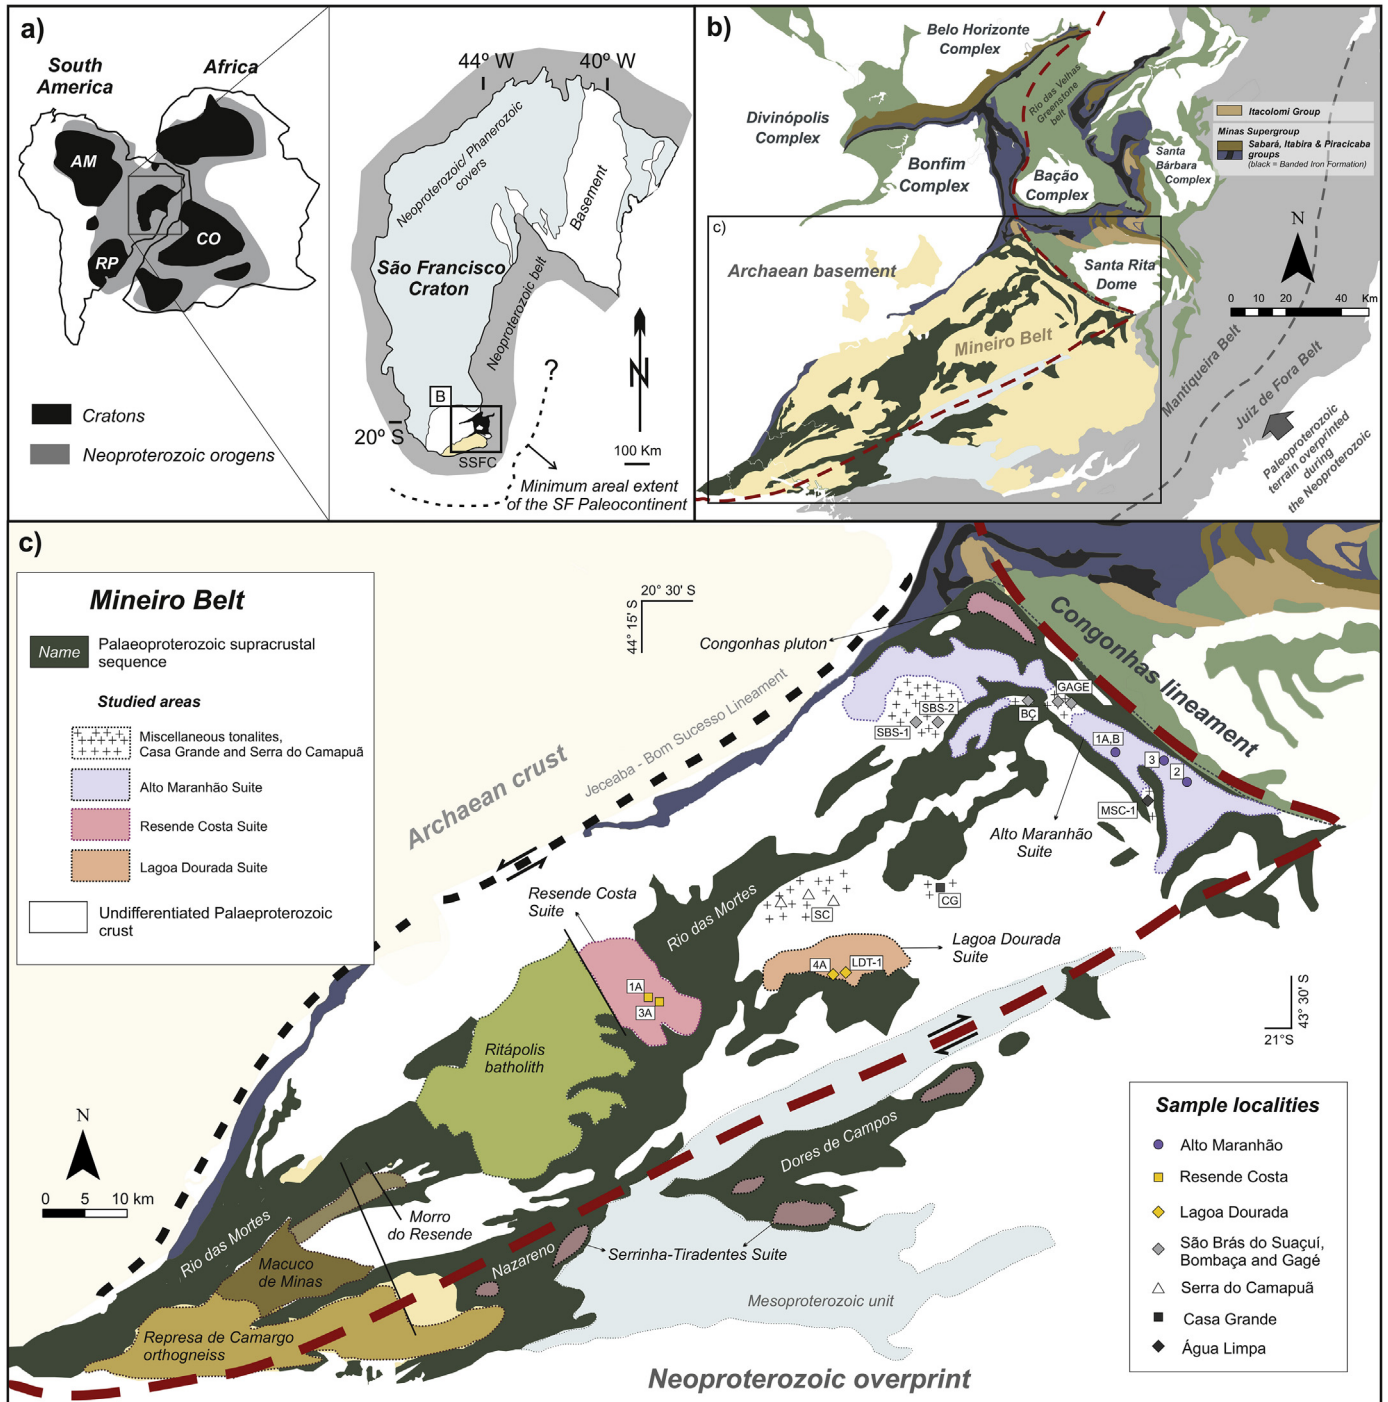 a)
South
America
Africa
AM
CO
RP
Cratons
Neoproterozoic orogens
44º W
40º W
Neoproterozoic/ Phanerozoic
covers
Basement
São Francisco
Craton
Neoproterozoic belt
B
20º S
SSFC
?
N
100 Km
Minimum areal extent
of the SF Paleocontinent
b)
Belo Horizonte
Complex
Divinópolis
Complex
Rio das Velhas
Greenstone
belt
Bonfim
Complex
Bação
Complex
Santa
Bárbara
Complex
Itacolomi Group
Minas Supergroup
Sabará, Itabira & Piracicaba
groups
(black = Banded Iron Formation)
c)
Archaean basement
Santa Rita
Dome
N
0 10 20 40 Km
Mineiro Belt
Mantiqueira Belt
Juiz de Fora Belt
Paleoproterozoic
terrain overprinted
during
the Neoproterozoic
c)
Mineiro Belt
Name
Palaeoproterozoic supracrustal
sequence
Studied areas
Miscellaneous tonalites,
Casa Grande and Serra do Camapuã
Alto Maranhão Suite
Resende Costa Suite
Lagoa Dourada Suite
Undifferentiated Palaeproterozoic
crust
20° 30' S
44° 15' S
Congonhas pluton
Congonhas lineament
Jeceaba - Bom Sucesso Lineament
Archaean crust
SBS-2
SBS-1
BÇ
GAGE
1A,B
3
2
MSC-1
Alto Maranhão
Suite
Resende Costa
Suite
Rio das Mortes
SC
CG
Lagoa Dourada
Suite
4A
LDT-1
1A
3A
Ritápolis
batholith
43° 30' S
21°S
N
0 5 10 km
Dores de Campos
Rio das Mortes
Morro
do Resende
Macuco
de Minas
Nazareno
Serrinha-Tiradentes Suite
Mesoproterozoic unit
Represa de Camargo
orthogneiss
Neoproterozoic overprint
Sample localities
Alto Maranhão
Resende Costa
Lagoa Dourada
São Brás do Suaçuí,
Bombaça and Gagé
Serra do Camapuã
Casa Grande
Água Limpa